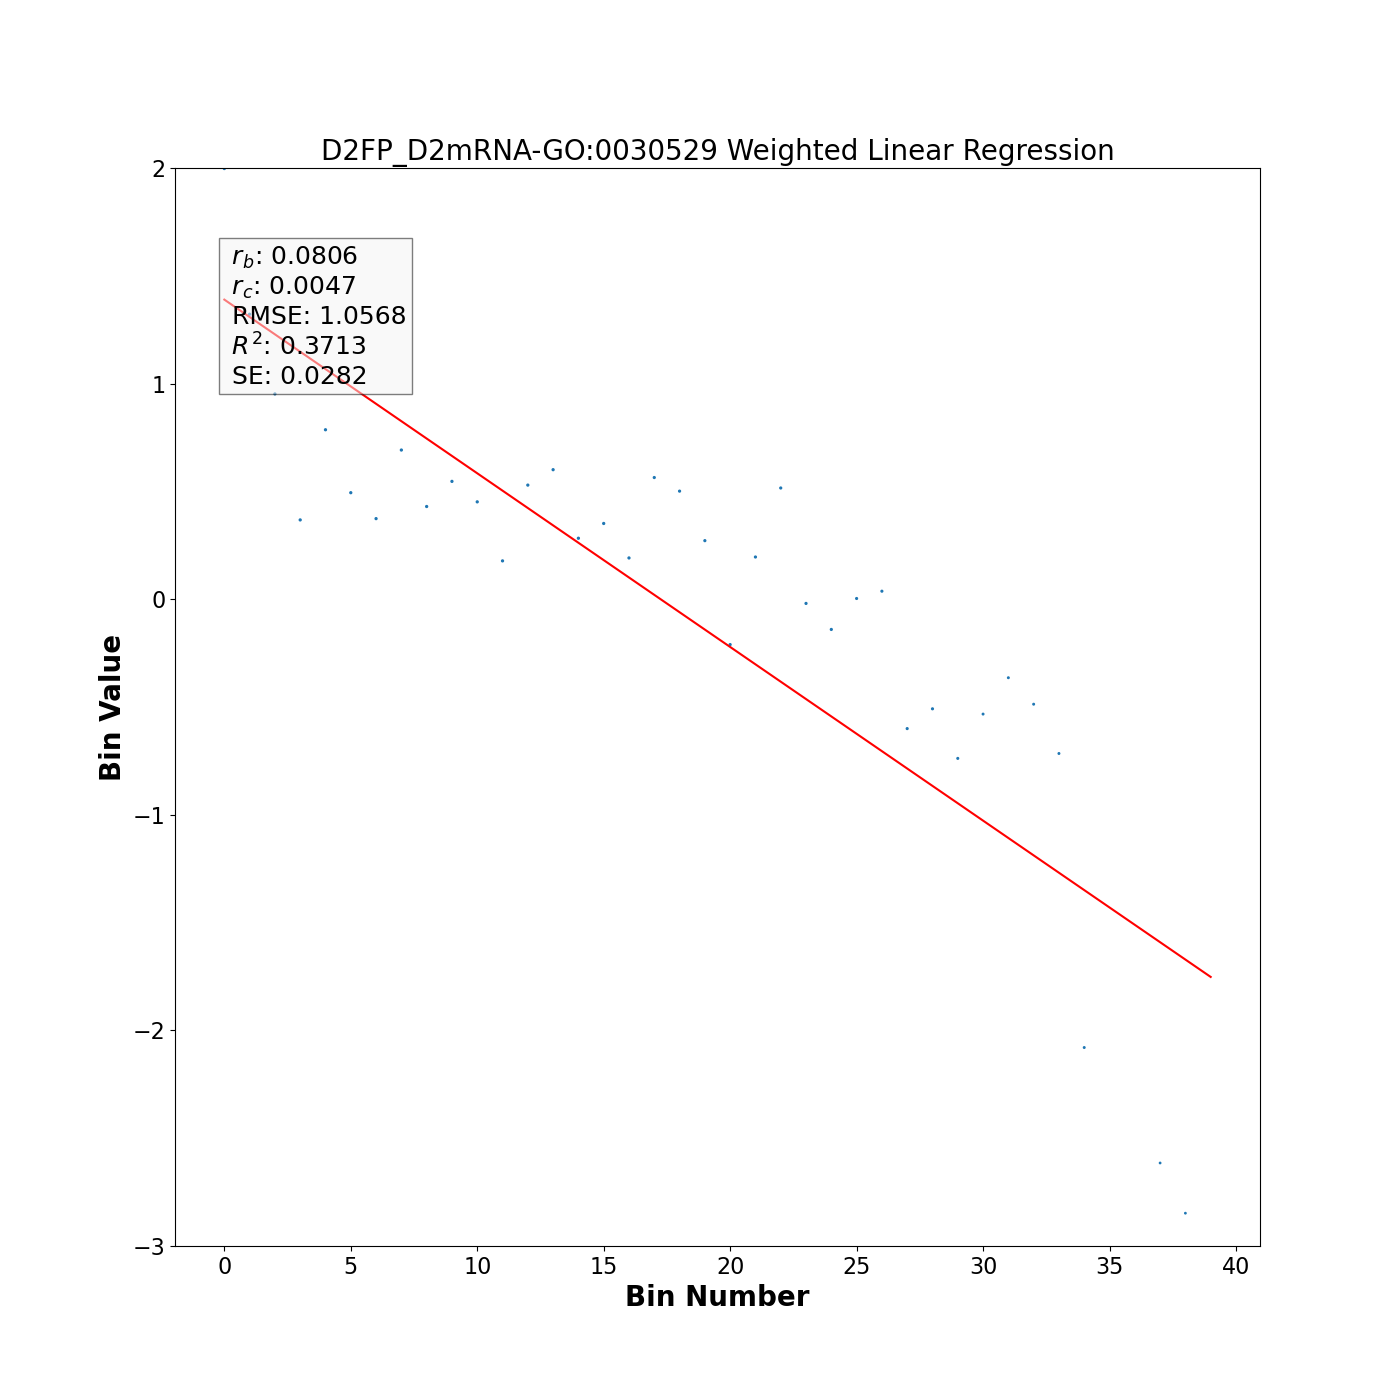 D2FP_D2mRNA-GO:0030529 Weighted Linear Regression
2
1
0
−1
−2
−3
r_b: 0.0806
r_c: 0.0047
RMSE: 1.0568
R²: 0.3713
SE: 0.0282
Bin Value
0 5 10 15 20 25 30 35 40
Bin Number